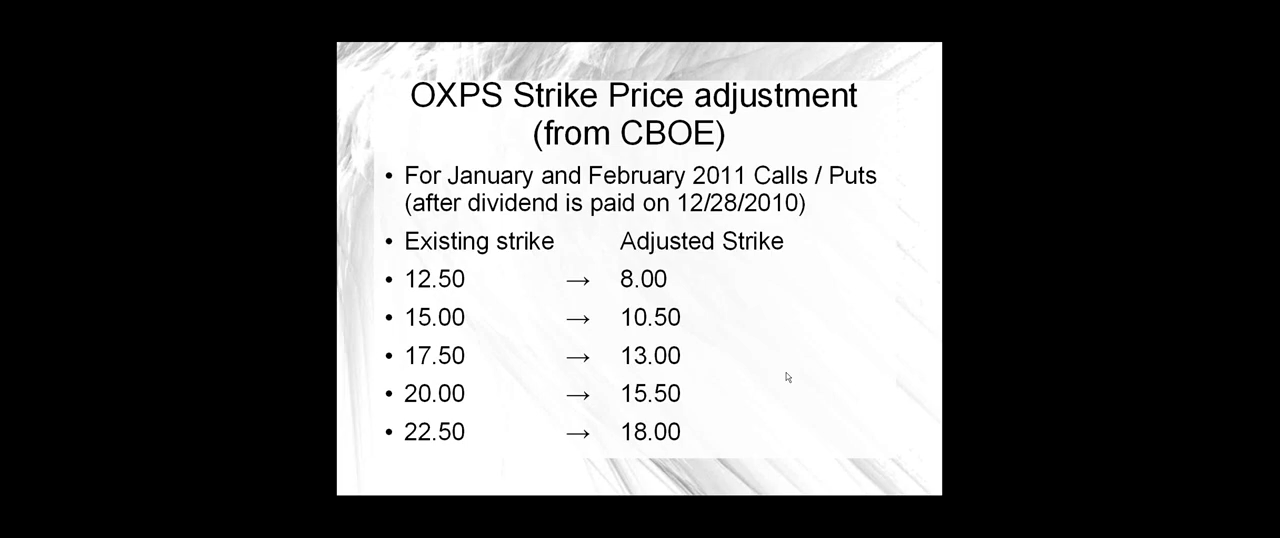 OXPS Strike Price adjustment
(from CBOE)
• For January and February 2011 Calls / Puts
(after dividend is paid on 12/28/2010)
• Existing strike Adjusted Strike
• 12.50 → 8.00
• 15.00 → 10.50
• 17.50 → 13.00
• 20.00 → 15.50
• 22.50 → 18.00